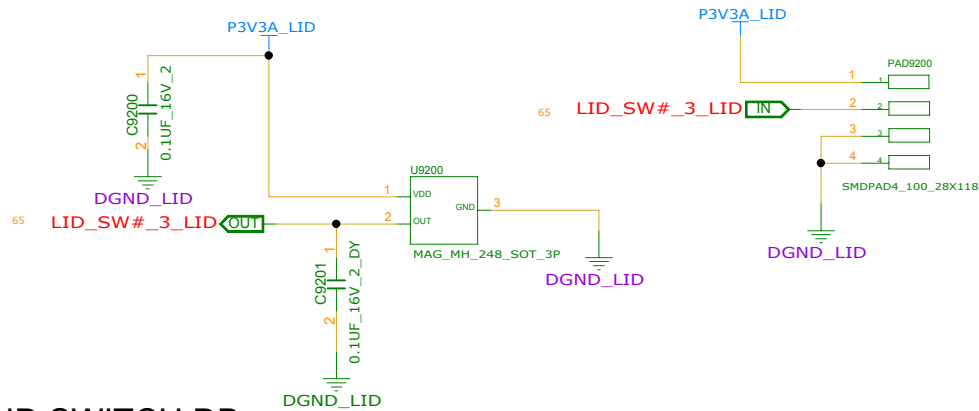 P3V3A_LID
1
C9200
0.1UF_16V_2
2
DGND_LID
65
LID_SW#_3_LID
OUT
U9200
1
VDD
2
OUT
GND
3
MAG_MH_248_SOT_3P
DGND_LID
1
C9201
0.1UF_16V_2_DY
2
DGND_LID
P3V3A_LID
PAD9200
1
1
65
LID_SW#_3_LID
IN
2
2
3
3
4
4
SMDPAD4_100_28X118
DGND_LID
SWITCH